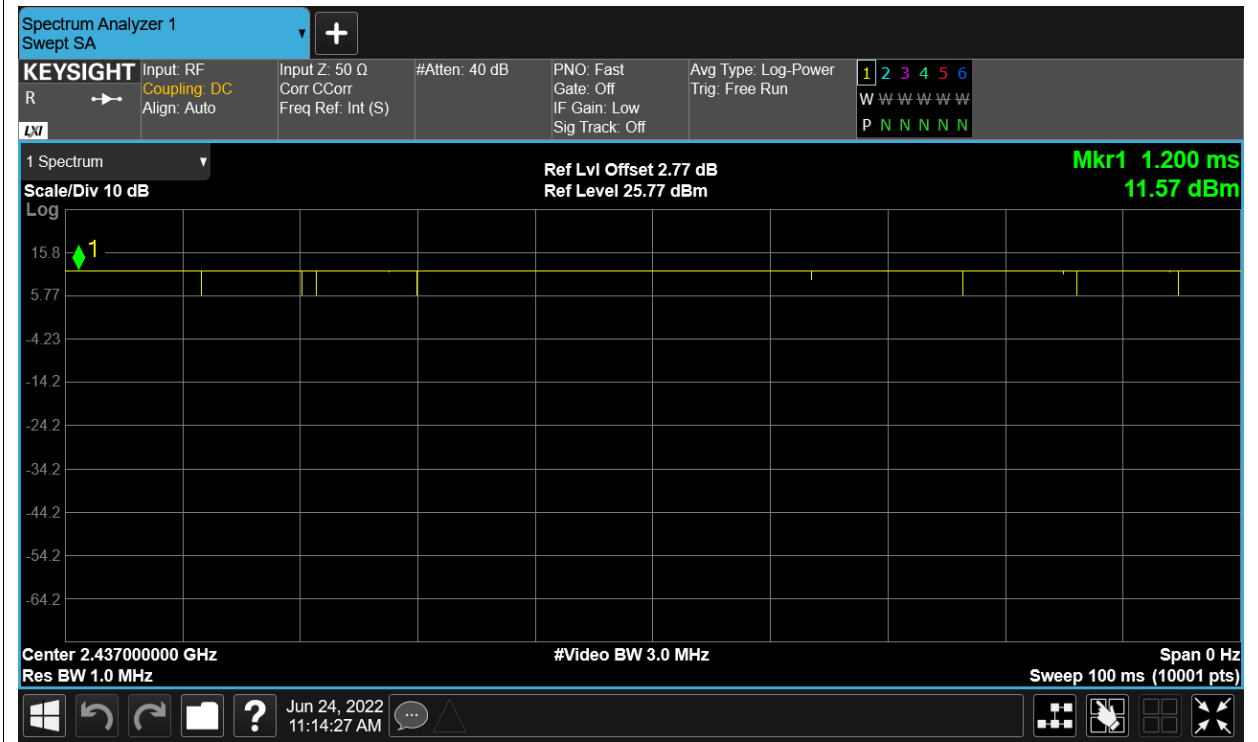 Spectrum Analyzer 1
Swept SA
KEYSIGHT
R
LXI
Input: RF
Coupling: DC
Align: Auto
Input Z: 50 Ω
Corr CCorr
Freq Ref: Int (S)
#Atten: 40 dB
PNO: Fast
Gate: Off
IF Gain: Low
Sig Track: Off
Avg Type: Log-Power
Trig: Free Run
1 2 3 4 5 6
W W W W W W
P N N N N N
1 Spectrum
Scale/Div 10 dB
Log
Ref Lvl Offset 2.77 dB
Ref Level 25.77 dBm
Mkr1 1.200 ms
11.57 dBm
1
15.8
5.77
-4.23
-14.2
-24.2
-34.2
-44.2
-54.2
-64.2
Center 2.437000000 GHz
Res BW 1.0 MHz
#Video BW 3.0 MHz
Span 0 Hz
Sweep 100 ms (10001 pts)
?
Jun 24, 2022
11:14:27 AM